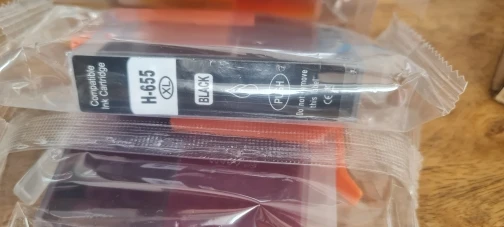 Compatible
Ink Cartridge
H-655
XL
BLACK
PUSH
Do not remove
this
CE